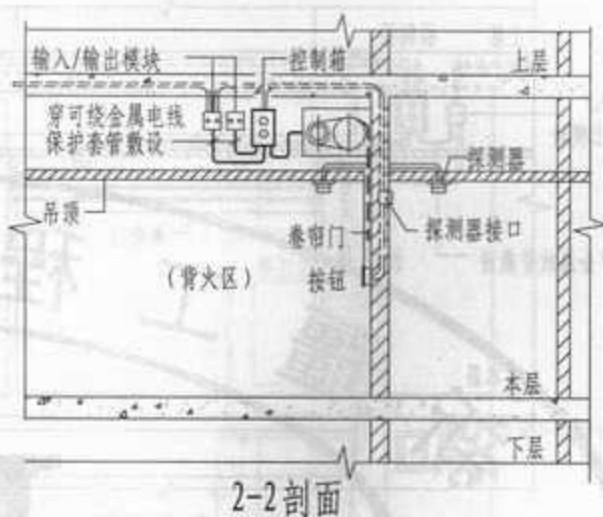 输入/输出模块
控制箱
上层
穿可绕金属电线
保护套管敷设
探测器
吊顶
卷帘门
探测器接口
(背火区)
按钮
本层
下层
2-2剖面